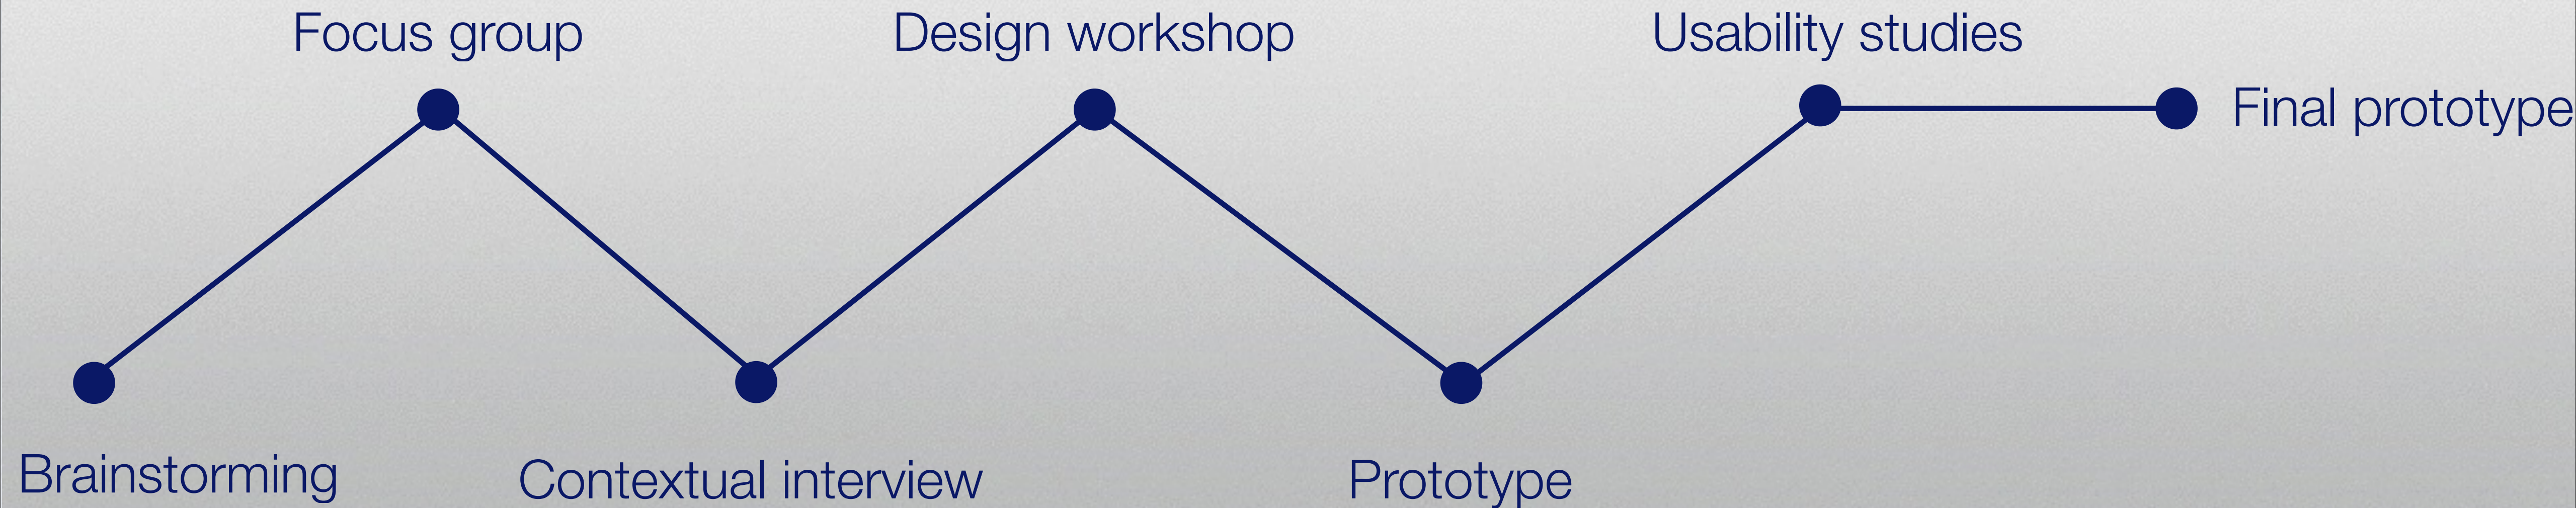 Focus group
Design workshop
Usability studies
Final prototype
Brainstorming
Contextual interview
Prototype